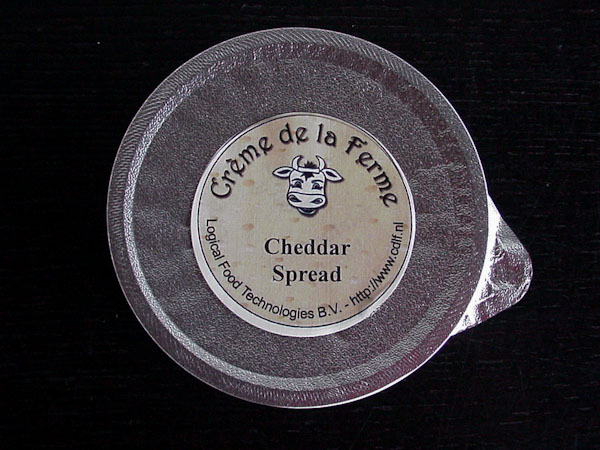 Crème de la Ferme
Cheddar
Spread
Logical Food Technologies B.V. - http://www.cdlf.nl